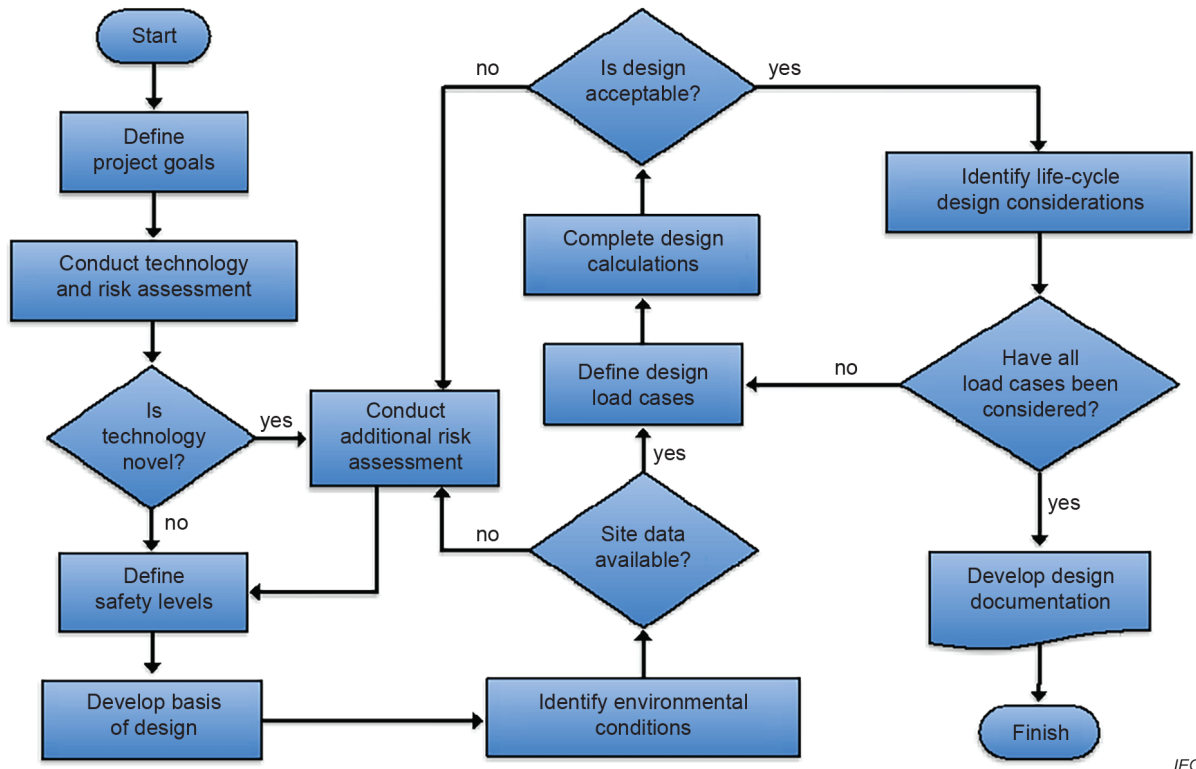 Start
Define
project goals
Conduct technology
and risk assessment
Is
technology
novel?
yes
no
Conduct
additional risk
assessment
Define
safety levels
Develop basis
of design
Identify environmental
conditions
Site data
available?
no
yes
Define design
load cases
Complete design
calculations
Is design
acceptable?
no
yes
Identify life-cycle
design considerations
Have all
load cases been
considered?
no
yes
Develop design
documentation
Finish